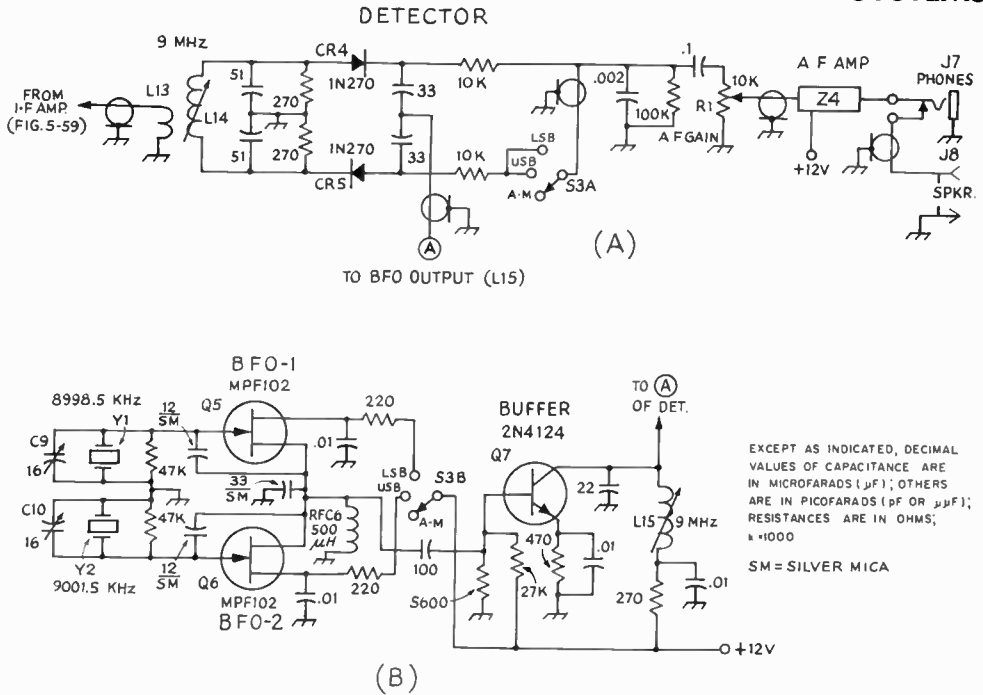 DETECTOR
9 MHz
FROM
I-F AMP.
(FIG.5-59)
L13
L14
51
51
270
270
CR4
1N270
1N270
CR5
33
33
10K
10K
LSB
USB
A-M
S3A
.002
100K
.1
10K
R1
AF GAIN
A F AMP
Z4
+12V
J7
PHONES
J8
SPKR.
A
TO BFO OUTPUT (L15)
(A)
BFO-1
MPF102
8998.5 KHz
Y1
12
SM
Q5
C9
16
47K
C10
16
47K
Y2
9001.5 KHz
12
SM
Q6
MPF102
BFO-2
33
SM
.01
220
RFC6
500
μH
.01
220
LSB
USB
A-M
S3B
100
BUFFER
2N4124
Q7
5600
27K
470
.01
22
TO A
OF DET.
L15
9 MHz
270
.01
+12V
EXCEPT AS INDICATED, DECIMAL
VALUES OF CAPACITANCE ARE
IN MICROFARADS (μF); OTHERS
ARE IN PICOFARADS (pF OR μμF);
RESISTANCES ARE IN OHMS;
k=1000
SM = SILVER MICA
(B)